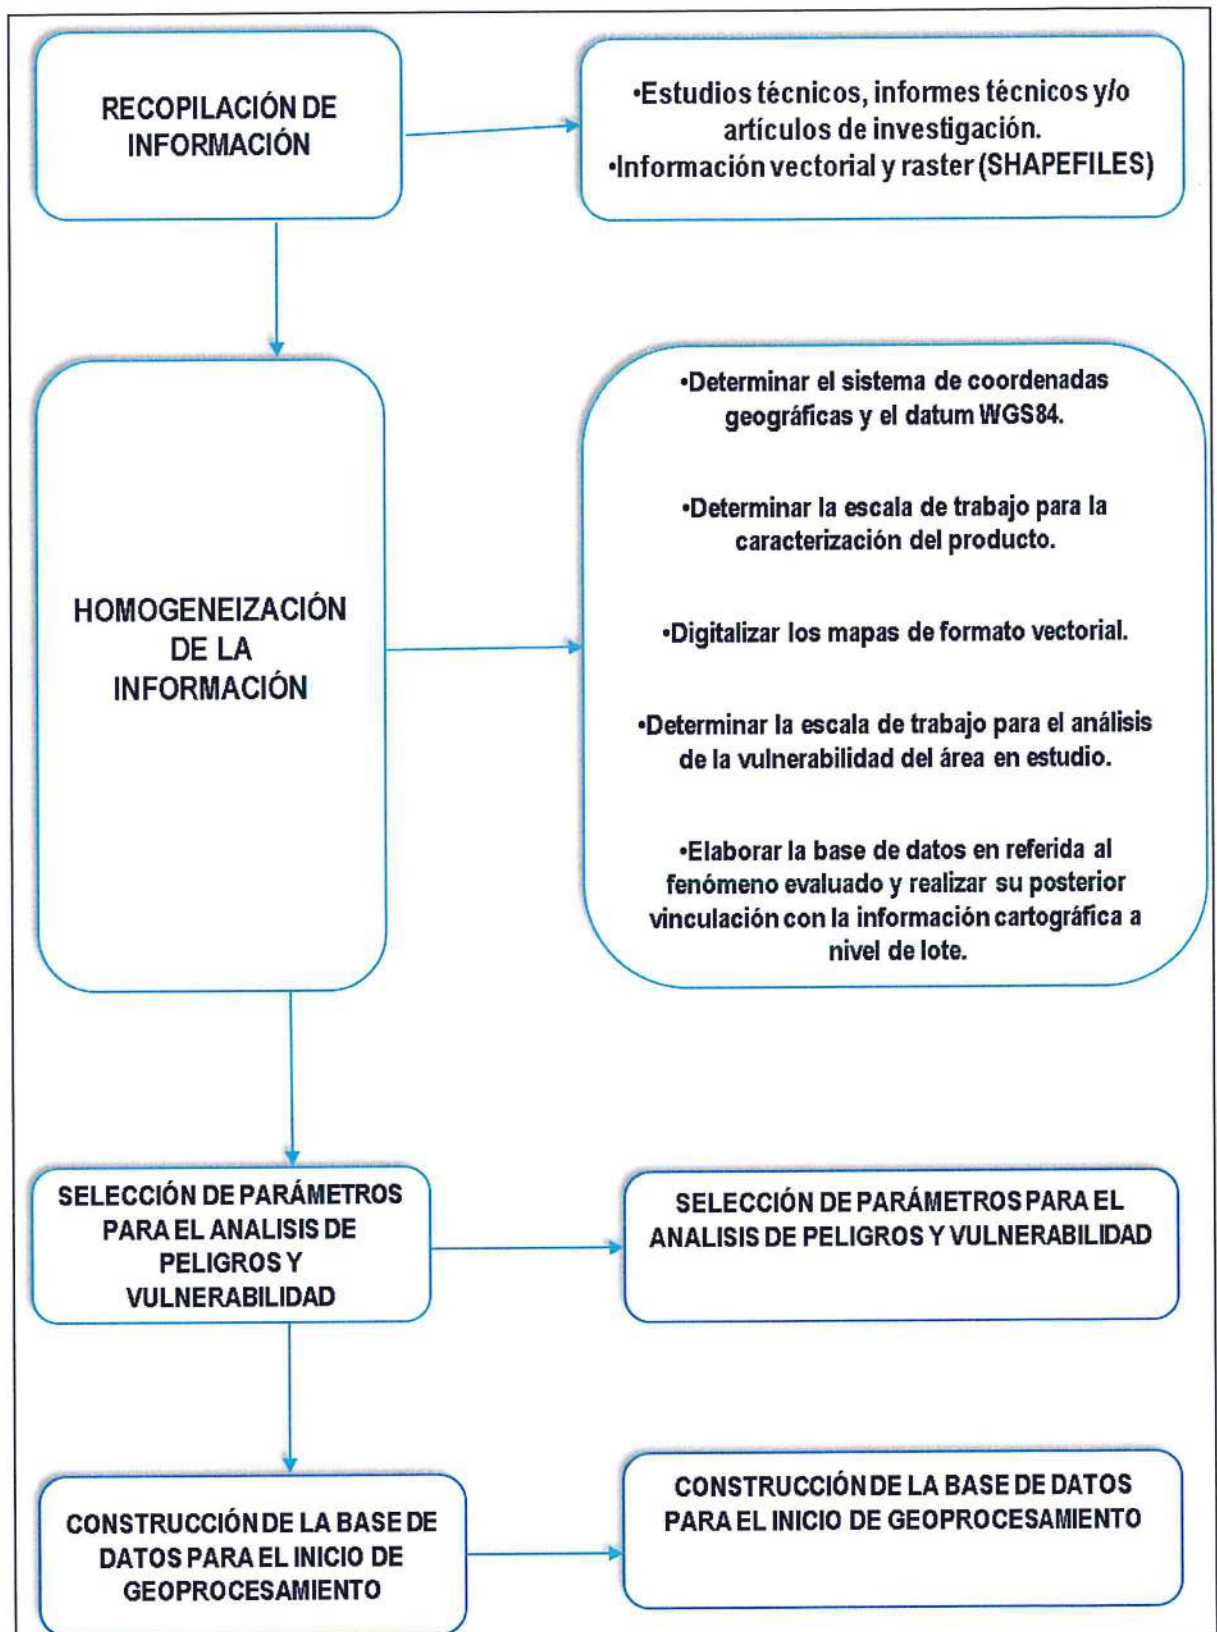 RECOPILACIÓN DE
INFORMACIÓN
•Estudios técnicos, informes técnicos y/o
artículos de investigación.
•Información vectorial y raster (SHAPEFILES)
HOMOGENEIZACIÓN
DE LA
INFORMACIÓN
•Determinar el sistema de coordenadas
geográficas y el datum WGS84.
•Determinar la escala de trabajo para la
caracterización del producto.
•Digitalizar los mapas de formato vectorial.
•Determinar la escala de trabajo para el análisis
de la vulnerabilidad del área en estudio.
•Elaborar la base de datos en referida al
fenómeno evaluado y realizar su posterior
vinculación con la información cartográfica a
nivel de lote.
SELECCIÓN DE PARÁMETROS
PARA EL ANALISIS DE
PELIGROS Y
VULNERABILIDAD
SELECCIÓN DE PARÁMETROS PARA EL
ANALISIS DE PELIGROS Y VULNERABILIDAD
CONSTRUCCIÓN DE LA BASE DE
DATOS PARA EL INICIO DE
GEOPROCESAMIENTO
CONSTRUCCIÓN DE LA BASE DE DATOS
PARA EL INICIO DE GEOPROCESAMIENTO